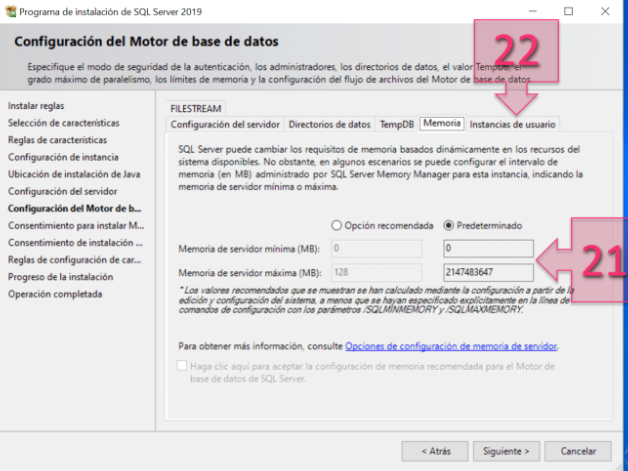 Programa de instalación de SQL Server 2019
Configuración del Motor de base de datos
22
Especifique el modo de seguridad de la autenticación, los administradores, los directorios de datos, el valor TempDB, el
grado máximo de paralelismo, los límites de memoria y la configuración del flujo de archivos del Motor de base de datos.
Instalar reglas
Selección de características
Reglas de características
Configuración de instancia
Ubicación de instalación de Java
Configuración del servidor
Configuración del Motor de b...
Consentimiento para instalar M...
Consentimiento de instalación ...
Reglas de configuración de car...
Progreso de la instalación
Operación completada
FILESTREAM
Configuración del servidor Directorios de datos TempDB Memoria Instancias de usuario
SQL Server puede cambiar los requisitos de memoria basados dinámicamente en los recursos del
sistema disponibles. No obstante, en algunos escenarios se puede configurar el intervalo de
memoria (en MB) administrado por SQL Server Memory Manager para esta instancia, indicando la
memoria de servidor mínima o máxima.
Opción recomendada Predeterminado
Memoria de servidor mínima (MB): 0 0
Memoria de servidor máxima (MB): 128 2147483647
21
*Los valores recomendados que se muestran se han calculado mediante la configuración a partir de la
edición y configuración del sistema, a menos que se hayan especificado explícitamente en la línea de
comandos de configuración con los parámetros /SQLMINMEMORY y /SQLMAXMEMORY.
Para obtener más información, consulte Opciones de configuración de memoria de servidor.
Haga clic aquí para aceptar la configuración de memoria recomendada para el Motor de
base de datos de SQL Server.
< Atrás Siguiente > Cancelar